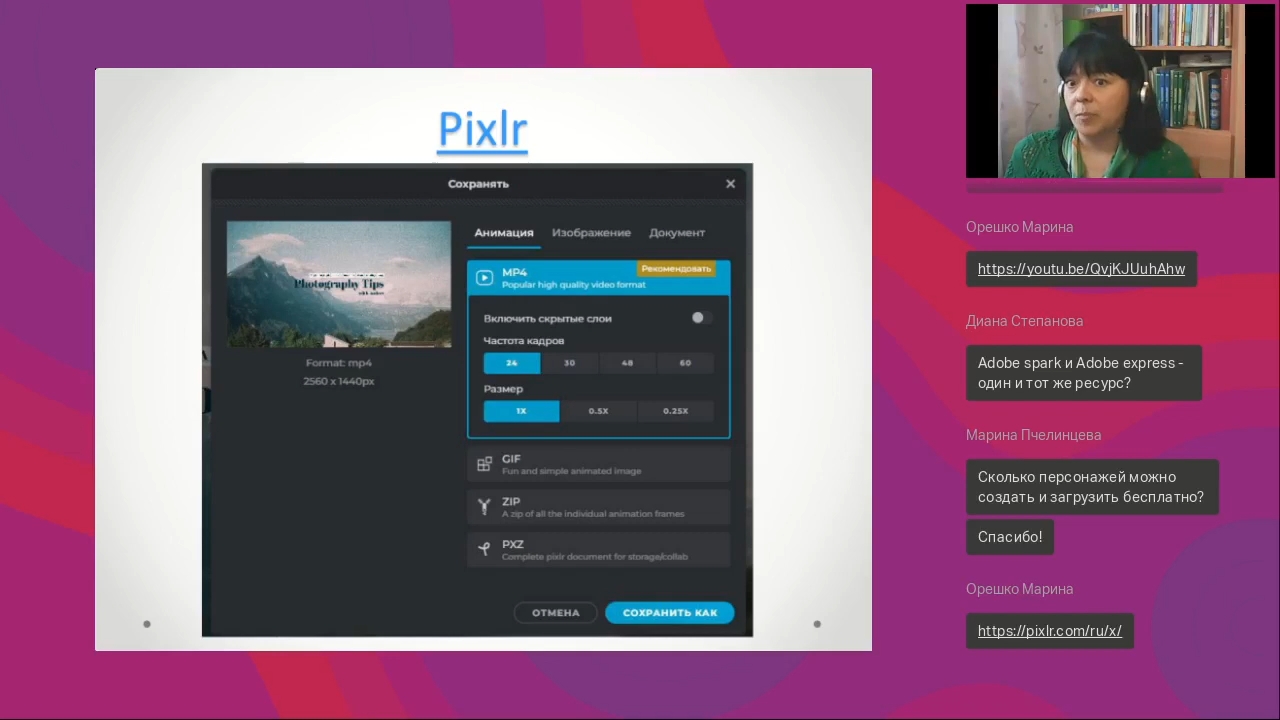 Pixlr
Сохранять
Анимация
Изображение
Документ
Photography Tips
Format: mp4
2560 x 1440px
MP4
Рекомендовать
Popular high quality video format
Включить скрытые слои
Частота кадров
24 30 48 60
Размер
1X 0.5X 0.25X
GIF
Fun and simple animated image
ZIP
A zip of all the individual animation frames
PXZ
Complete pixlr document for storage/collab
ОТМЕНА
СОХРАНИТЬ КАК
Орешко Марина
https://youtu.be/QvjKJUuhAhw
Диана Степанова
Adobe spark и Adobe express -
один и тот же ресурс?
Марина Пчелинцева
Сколько персонажей можно
создать и загрузить бесплатно?
Спасибо!
Орешко Марина
https://pixlr.com/ru/x/